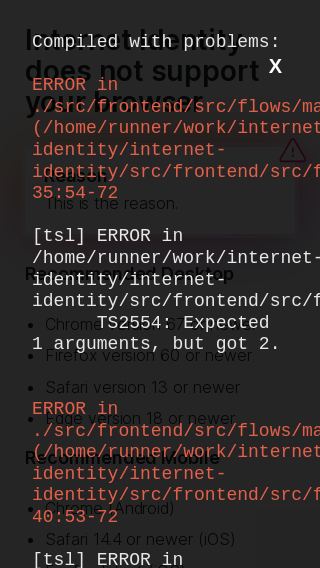 Compiled with problems:
X
ERROR in
./src/frontend/src/flows/ma
(/home/runner/work/internet
identity/internet-
identity/src/frontend/src/f
35:54-72
[tsl] ERROR in
/home/runner/work/internet-
identity/internet-
identity/src/frontend/src/f
TS2554: Expected
1 arguments, but got 2.
ERROR in
./src/frontend/src/flows/ma
(/home/runner/work/internet
identity/internet-
identity/src/frontend/src/f
40:53-72
[tsl] ERROR in
Internet Identity
does not support
your browser
Reason
This is the reason.
Recommended Desktop
Firefox version 60 or newer
Safari version 13 or newer
Edge version 18 or newer
Recommended Mobile
Chrome (Android)
Safari 14.4 or newer (iOS)